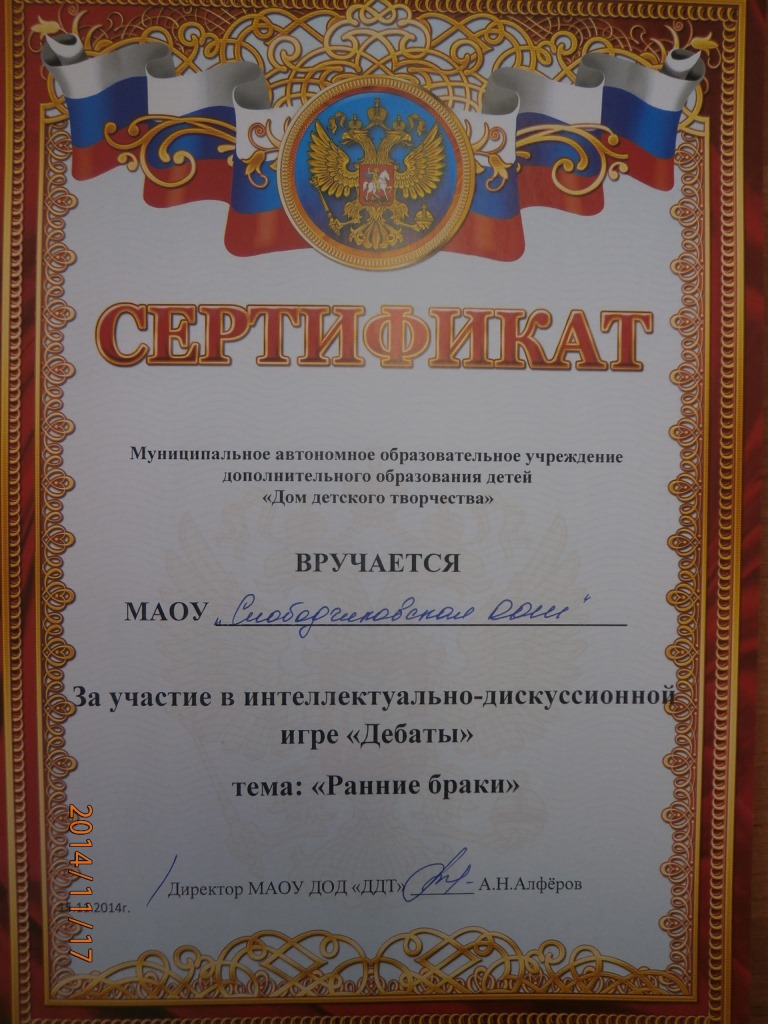 СЕРТИФИКАТ
Муниципальное автономное образовательное учреждение
дополнительного образования детей
«Дом детского творчества»
ВРУЧАЕТСЯ
МАОУ „Слободчиковская ООШ"
За участие в интеллектуально-дискуссионной
игре «Дебаты»
тема: «Ранние браки»
Директор МАОУ ДОД «ДДТ» А.Н.Алфёров
2014г.
2014/11/17